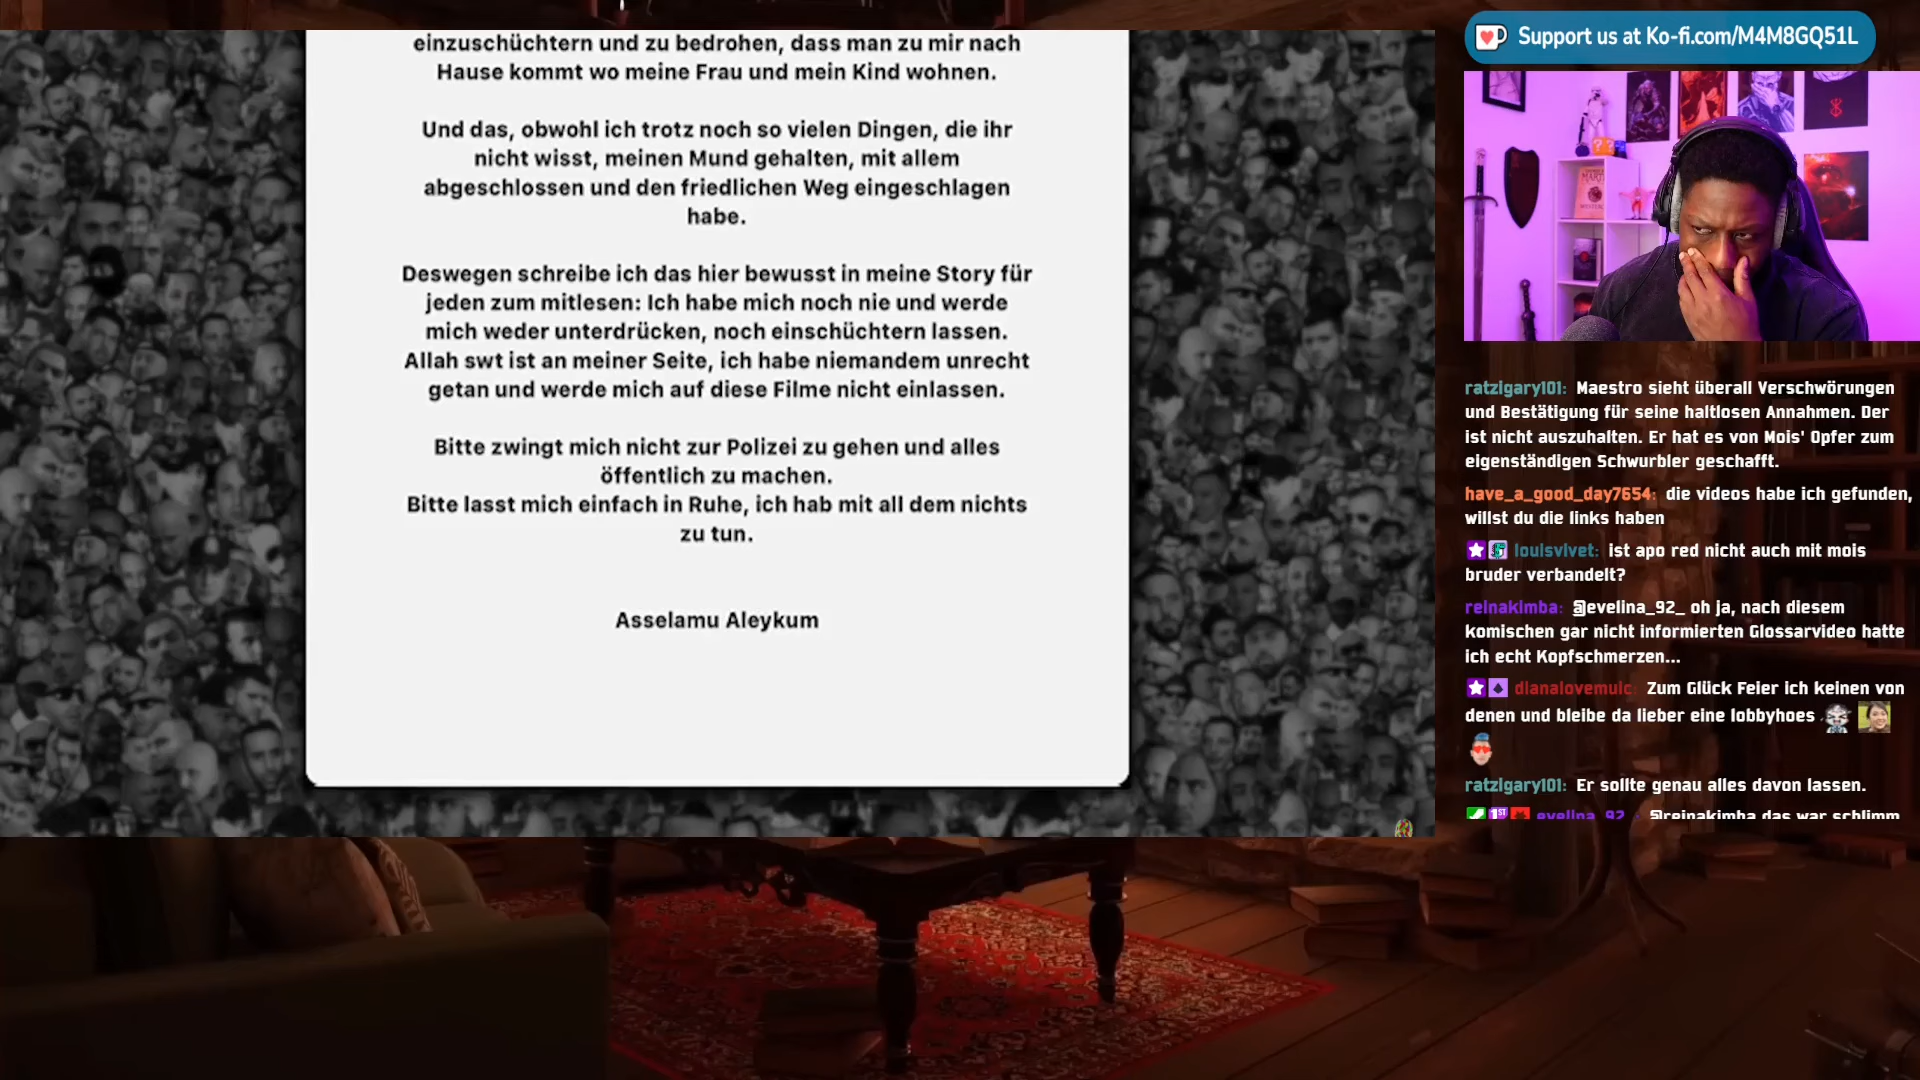 einzuschüchtern und zu bedrohen, dass man zu mir nach
Hause kommt wo meine Frau und mein Kind wohnen.
Und das, obwohl ich trotz noch so vielen Dingen, die ihr
nicht wisst, meinen Mund gehalten, mit allem
abgeschlossen und den friedlichen Weg eingeschlagen
habe.
Deswegen schreibe ich das hier bewusst in meine Story für
jeden zum mitlesen: Ich habe mich noch nie und werde
mich weder unterdrücken, noch einschüchtern lassen.
Allah swt ist an meiner Seite, ich habe niemandem unrecht
getan und werde mich auf diese Filme nicht einlassen.
Bitte zwingt mich nicht zur Polizei zu gehen und alles
öffentlich zu machen.
Bitte lasst mich einfach in Ruhe, ich hab mit all dem nichts
zu tun.
Asselamu Aleykum
Support us at Ko-fi.com/M4M8GQ51L
ratzigary101: Maestro sieht überall Verschwörungen
und Bestätigung für seine haltlosen Annahmen. Der
ist nicht auszuhalten. Er hat es von Mois' Opfer zum
eigenständigen Schwurbler geschafft.
have_a_good_day7654: die videos habe ich gefunden,
willst du die links haben
louisvivet: ist apo red nicht auch mit mois
bruder verbandelt?
reinakimba: @evelina_92_ oh ja, nach diesem
komischen gar nicht informierten Glossarvideo hatte
ich echt Kopfschmerzen...
dianalovemuic: Zum Glück Feier ich keinen von
denen und bleibe da lieber eine lobbyhoes
ratzigary101: Er sollte genau alles davon lassen.
evelina_92_: @reinakimba das war schlimm